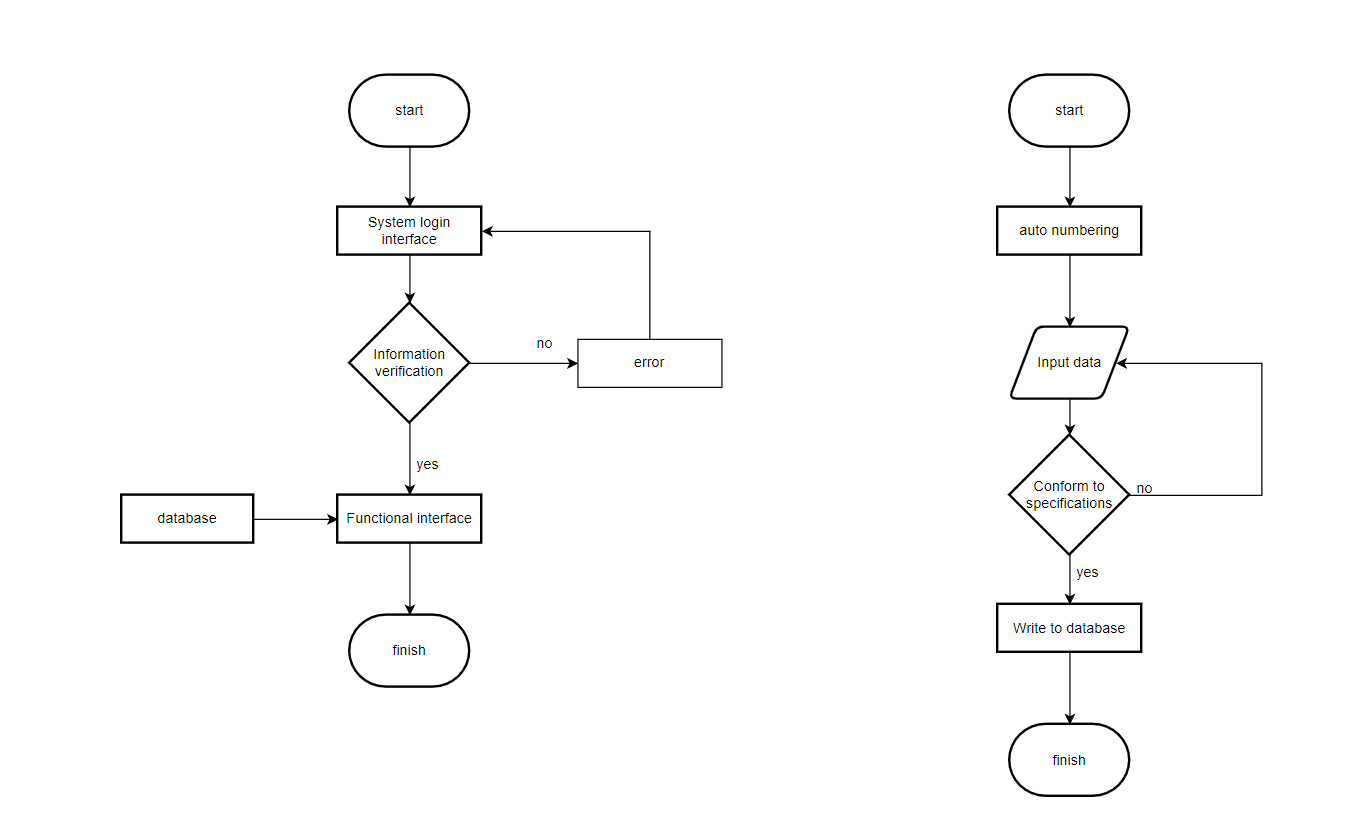 start
System login
interface
Information
verification
no
error
yes
database
Functional interface
finish
start
auto numbering
Input data
Conform to
specifications
no
yes
Write to database
finish